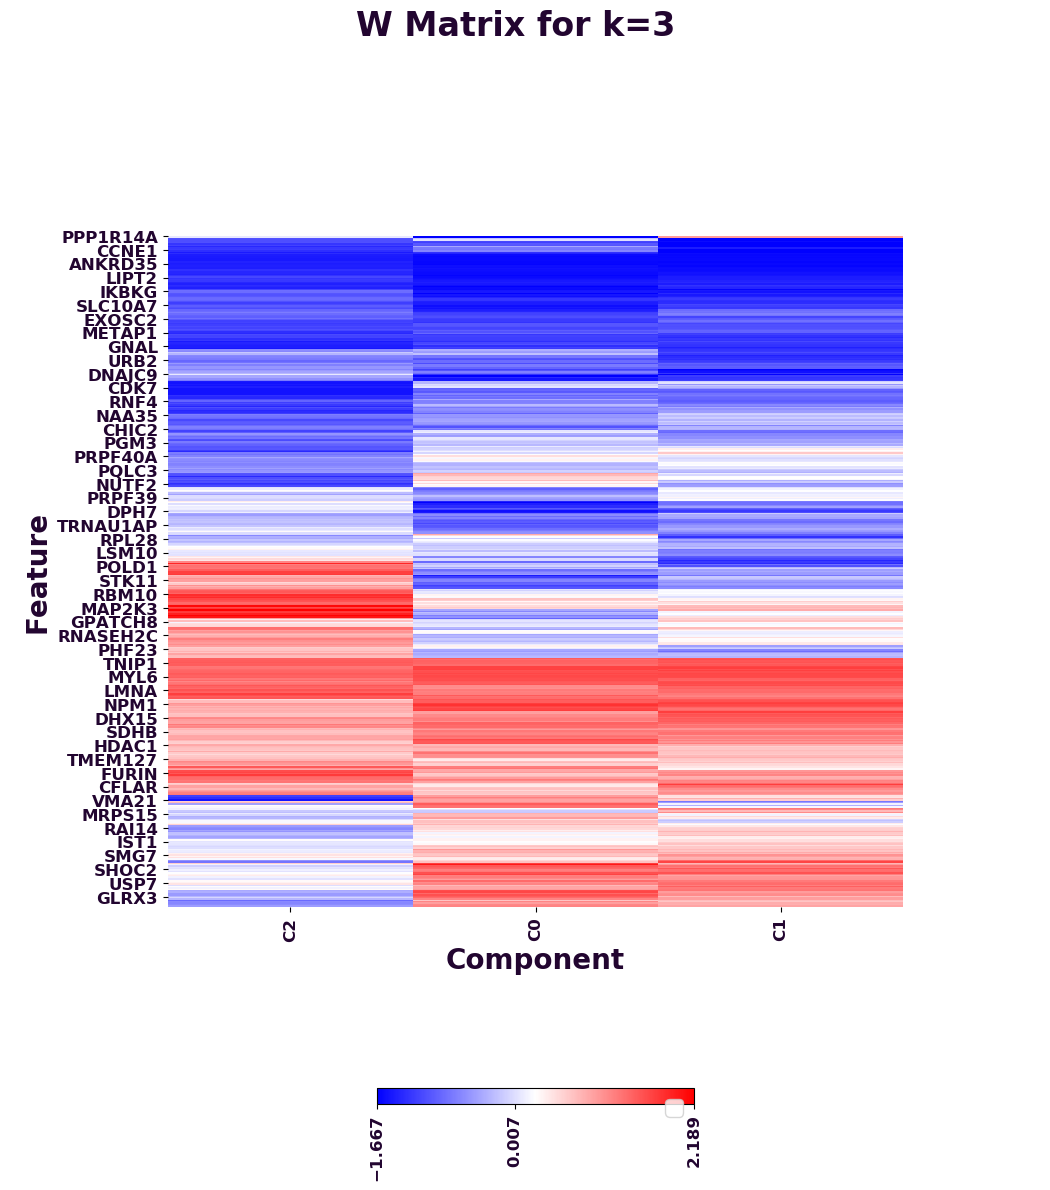 W Matrix for k=3
PPP1R14A
CCNE1
ANKRD35
LIPT2
IKBKG
SLC10A7
EXOSC2
METAP1
GNAL
URB2
DNAJC9
CDK7
RNF4
NAA35
CHIC2
PGM3
PRPF40A
POLC3
NUTF2
PRPF39
DPH7
TRNAU1AP
RPL28
LSM10
POLD1
STK11
RBM10
MAP2K3
GPATCH8
RNASEH2C
PHF23
TNIP1
MYL6
LMNA
NPM1
DHX15
SDHB
HDAC1
TMEM127
FURIN
CFLAR
VMA21
MRPS15
RAI14
IST1
SMG7
SHOC2
USP7
GLRX3
Feature
C2 C0 C1
Component
−1.667 0.007 2.189